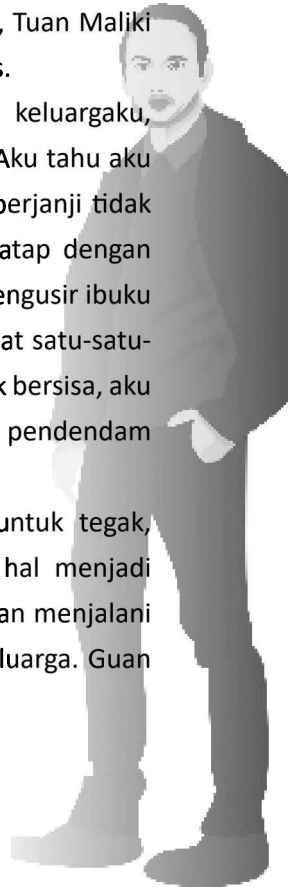 , Tuan Maliki
s.
keluargaku,
Aku tahu aku
berjanji tidak
atap dengan
engusir ibuku
at satu-satu-
k bersisa, aku
pendendam
untuk tegak,
hal menjadi
an menjalani
luarga. Guan